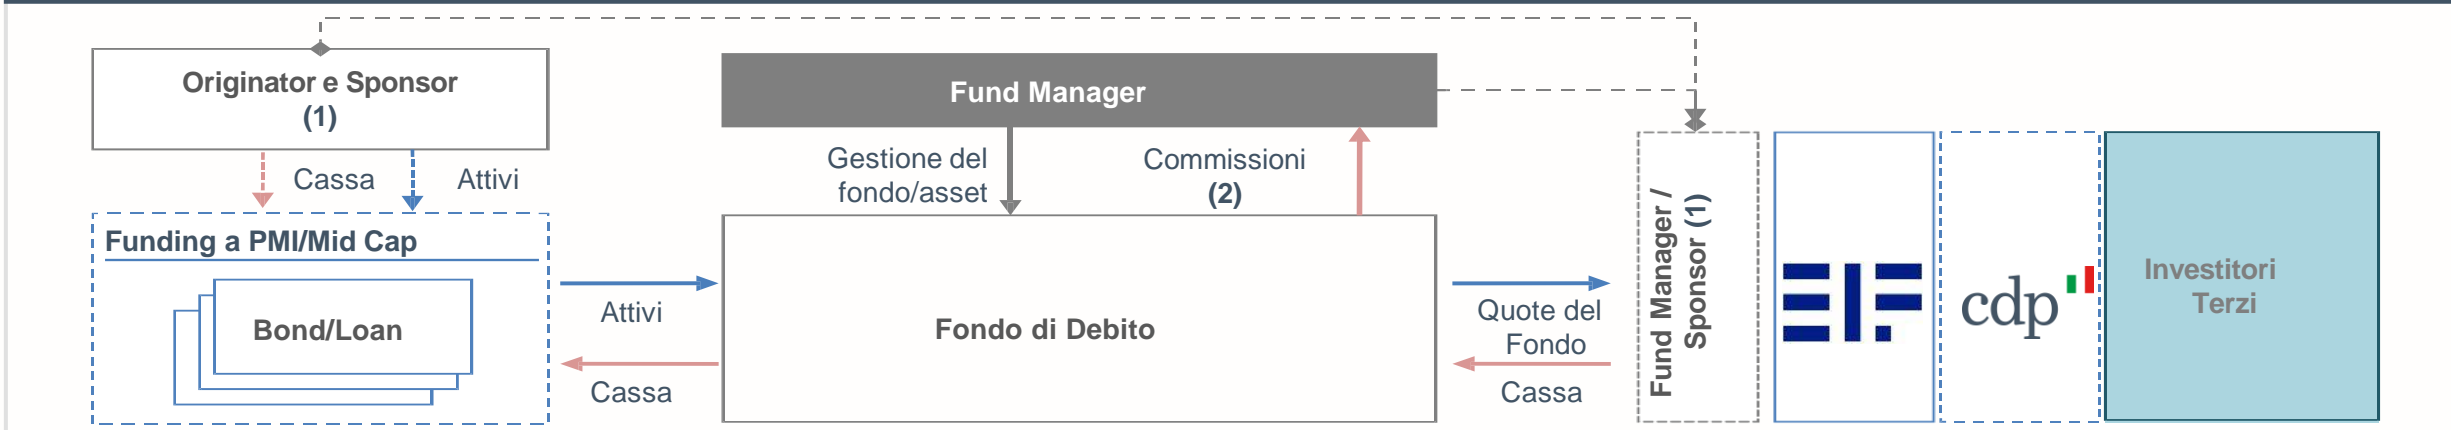 Originator e Sponsor
(1)
Cassa
Attivi
Funding a PMI/Mid Cap
Bond/Loan
Attivi
Cassa
Fund Manager
Gestione del
fondo/asset
Commissioni
(2)
Fondo di Debito
Quote del
Fondo
Cassa
Fund Manager /
Sponsor (1)
EIF
cdp
Investitori
Terzi